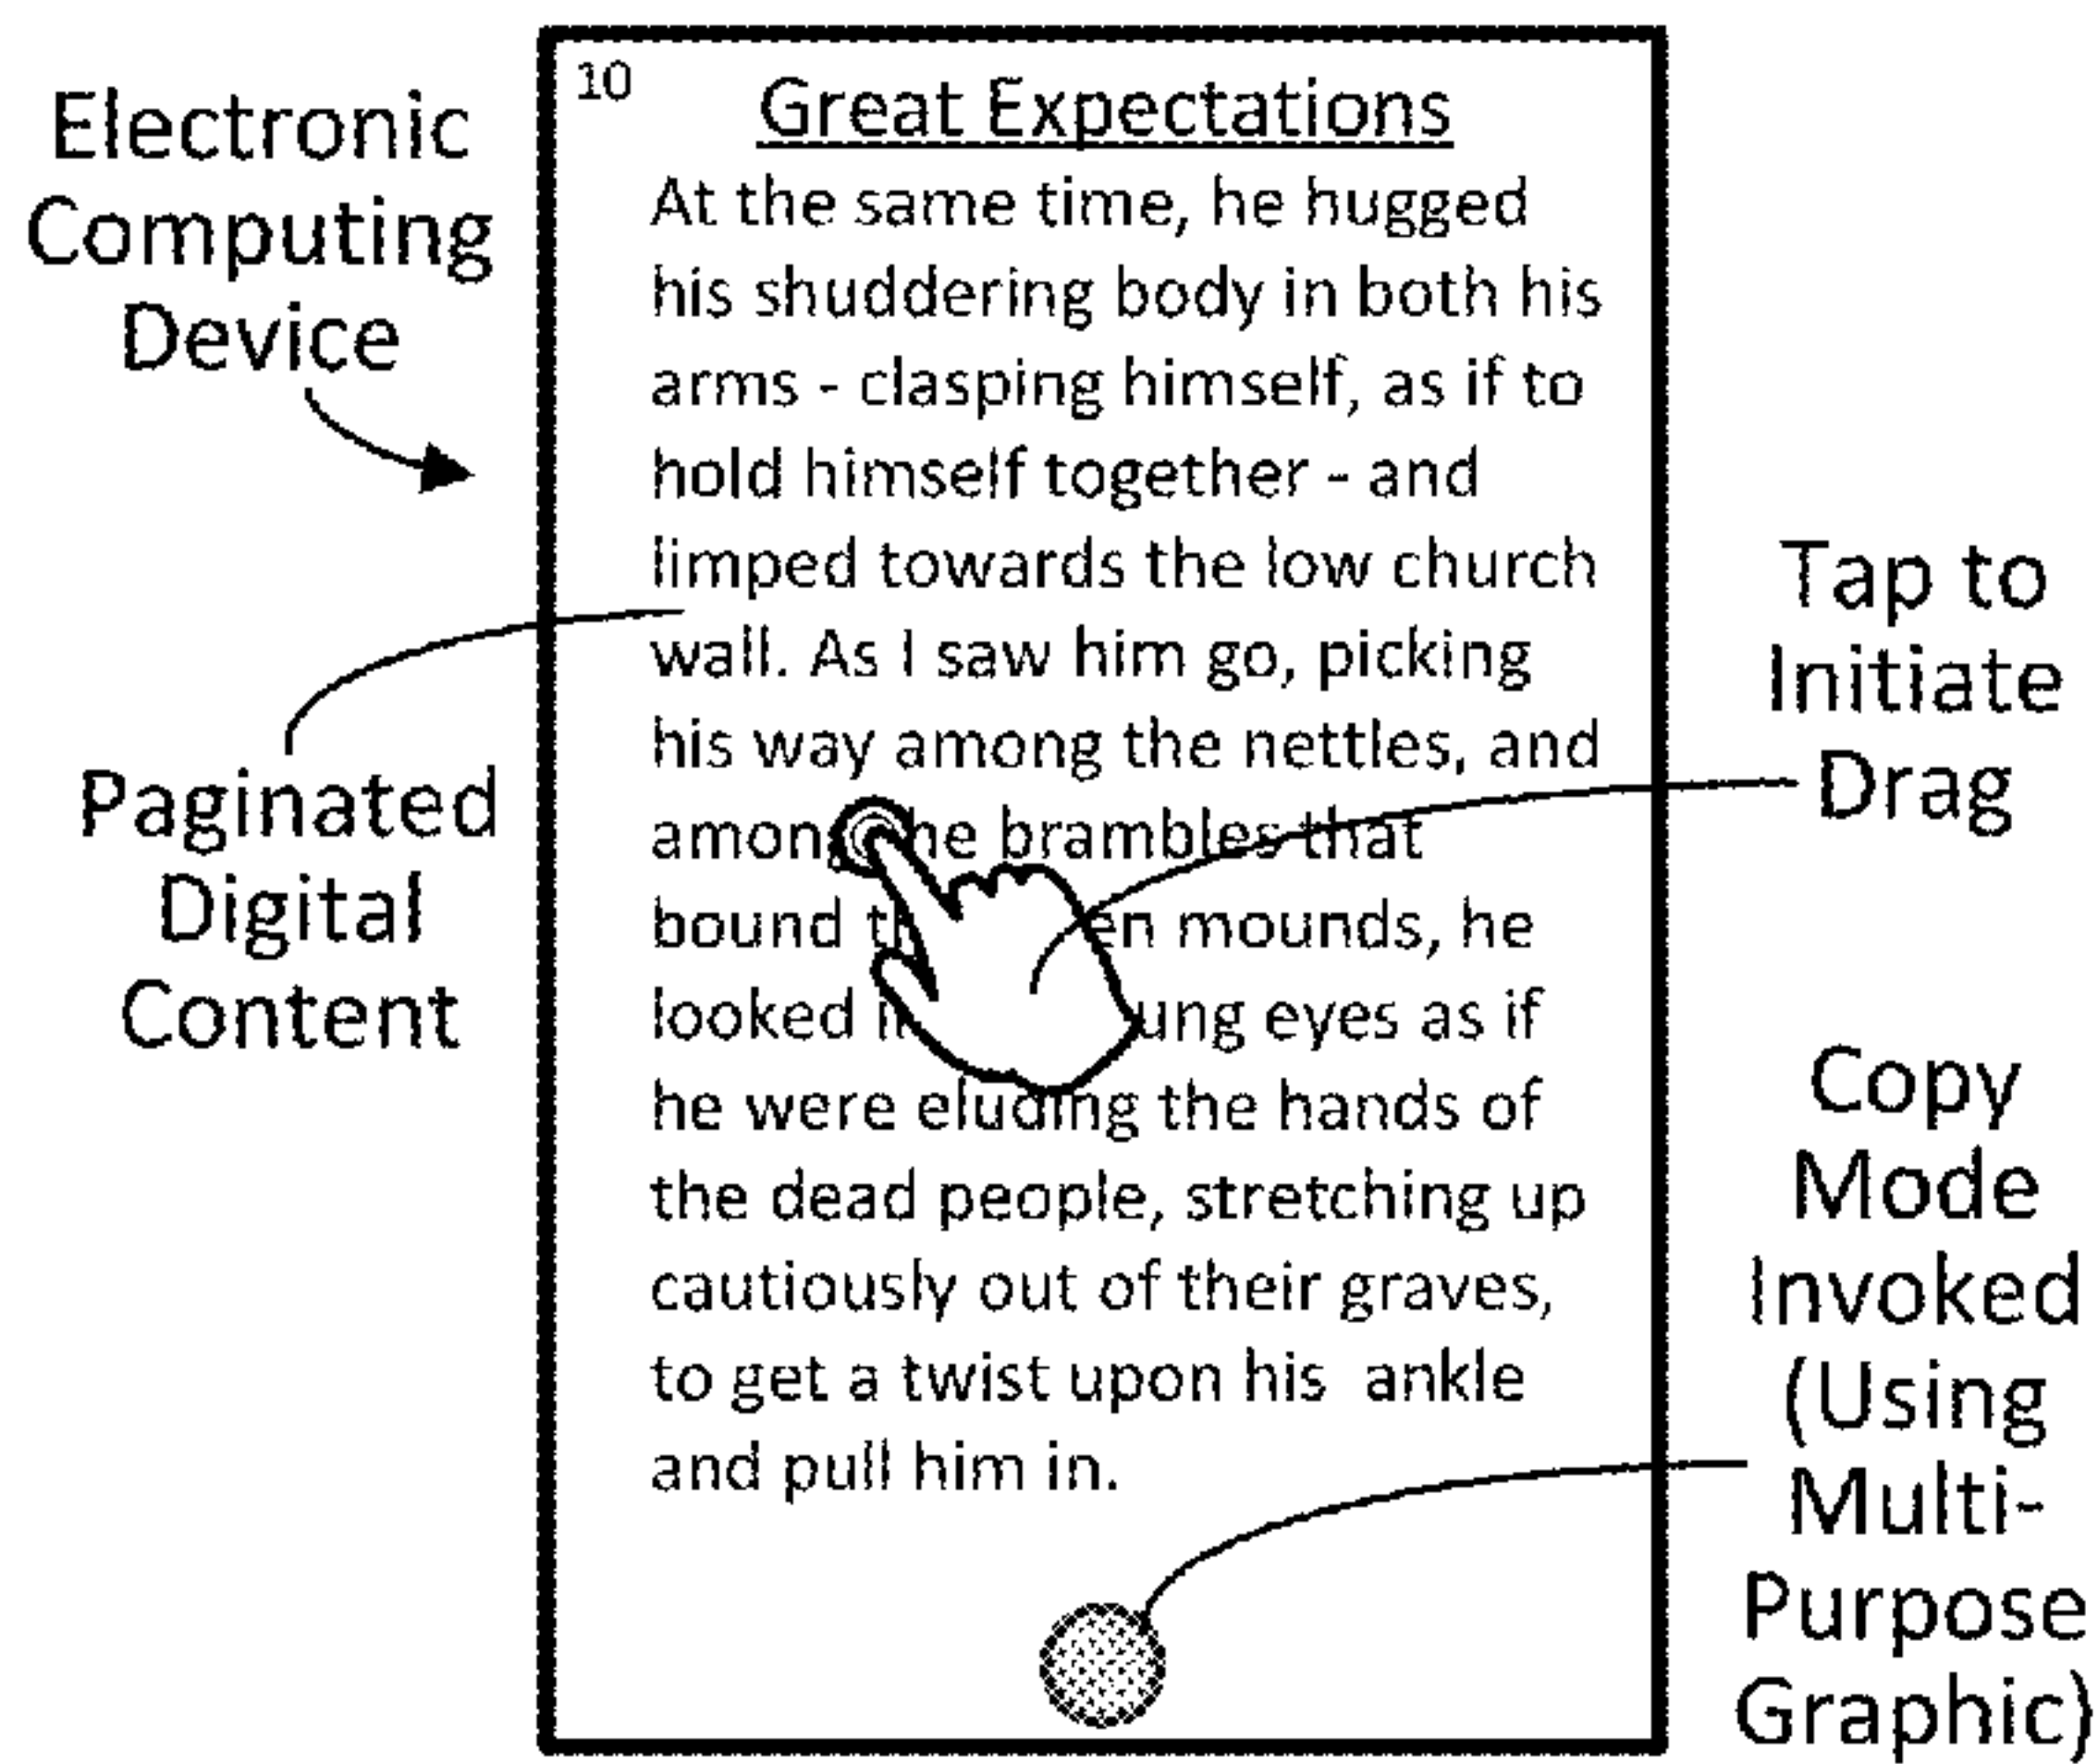 Electronic
Computing
Device
Paginated
Digital
Content
10
Great Expectations
At the same time, he hugged
his shuddering body in both his
arms - clasping himself, as if to
hold himself together - and
limped towards the low church
wall. As I saw him go, picking
his way among the nettles, and
among he brambles that
bound mounds, he
looked eyes as if
he were eluding the hands of
the dead people, stretching up
cautiously out of their graves,
to get a twist upon his ankle
and pull him in.
Tap to
Initiate
Drag
Copy
Mode
Invoked
(Using
Multi-
Purpose
Graphic)